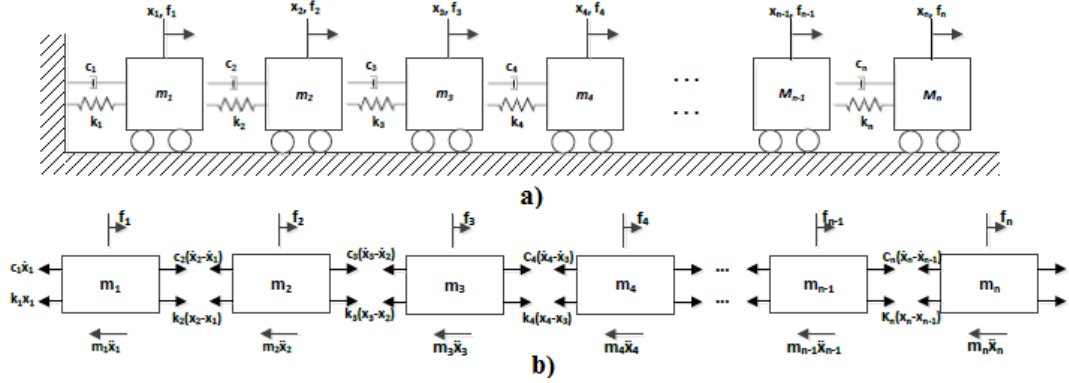 x₁, f₁ x₂, f₂ x₃, f₃ x₄, f₄ xₙ₋₁, fₙ₋₁ xₙ, fₙ
c₁ c₂ c₃ c₄ cₙ
m₁ m₂ m₃ m₄ ... Mₙ₋₁ Mₙ
...
k₁ k₂ k₃ k₄ kₙ
a)
f₁ f₂ f₃ f₄ fₙ₋₁ fₙ
c₁ẋ₁ c₂(ẋ₂-ẋ₁) c₃(ẋ₃-ẋ₂) C₄(ẋ₄-ẋ₃) ... Cₙ(ẋₙ-ẋₙ₋₁)
m₁ m₂ m₃ m₄ mₙ₋₁ mₙ
k₁x₁ k₂(x₂-x₁) k₃(x₃-x₂) k₄(x₄-x₃) ... Kₙ(xₙ-xₙ₋₁)
m₁ẍ₁ m₂ẍ₂ m₃ẍ₃ m₄ẍ₄ mₙ₋₁ẍₙ₋₁ mₙẍₙ
b)